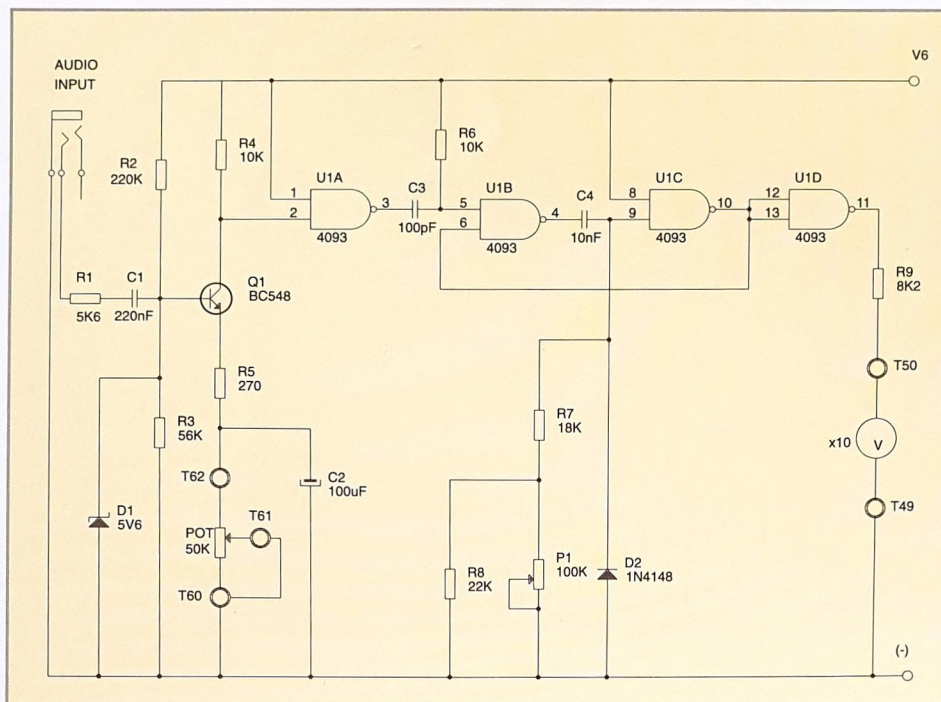 AUDIO
INPUT
V6
R2
220K
R4
10K
R6
10K
U1A
1
2
3
4093
C3
100pF
U1B
5
6
4
4093
C4
10nF
U1C
8
9
10
4093
U1D
12
13
11
4093
R1
5K6
C1
220nF
Q1
BC548
R9
8K2
T50
R5
270
R3
56K
R7
18K
x10
V
T62
C2
100uF
T49
D1
5V6
T61
POT
50K
T60
R8
22K
P1
100K
D2
1N4148
(-)